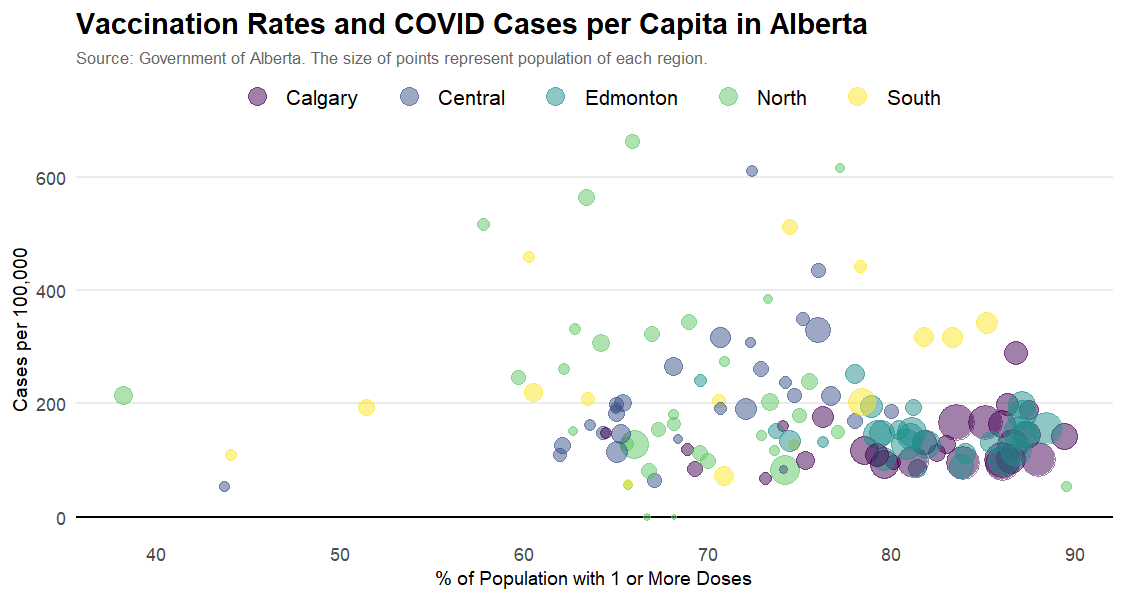 Vaccination Rates and COVID Cases per Capita in Alberta
Source: Government of Alberta. The size of points represent population of each region.
Calgary Central Edmonton North South
600
400
200
0
Cases per 100,000
40 50 60 70 80 90
% of Population with 1 or More Doses